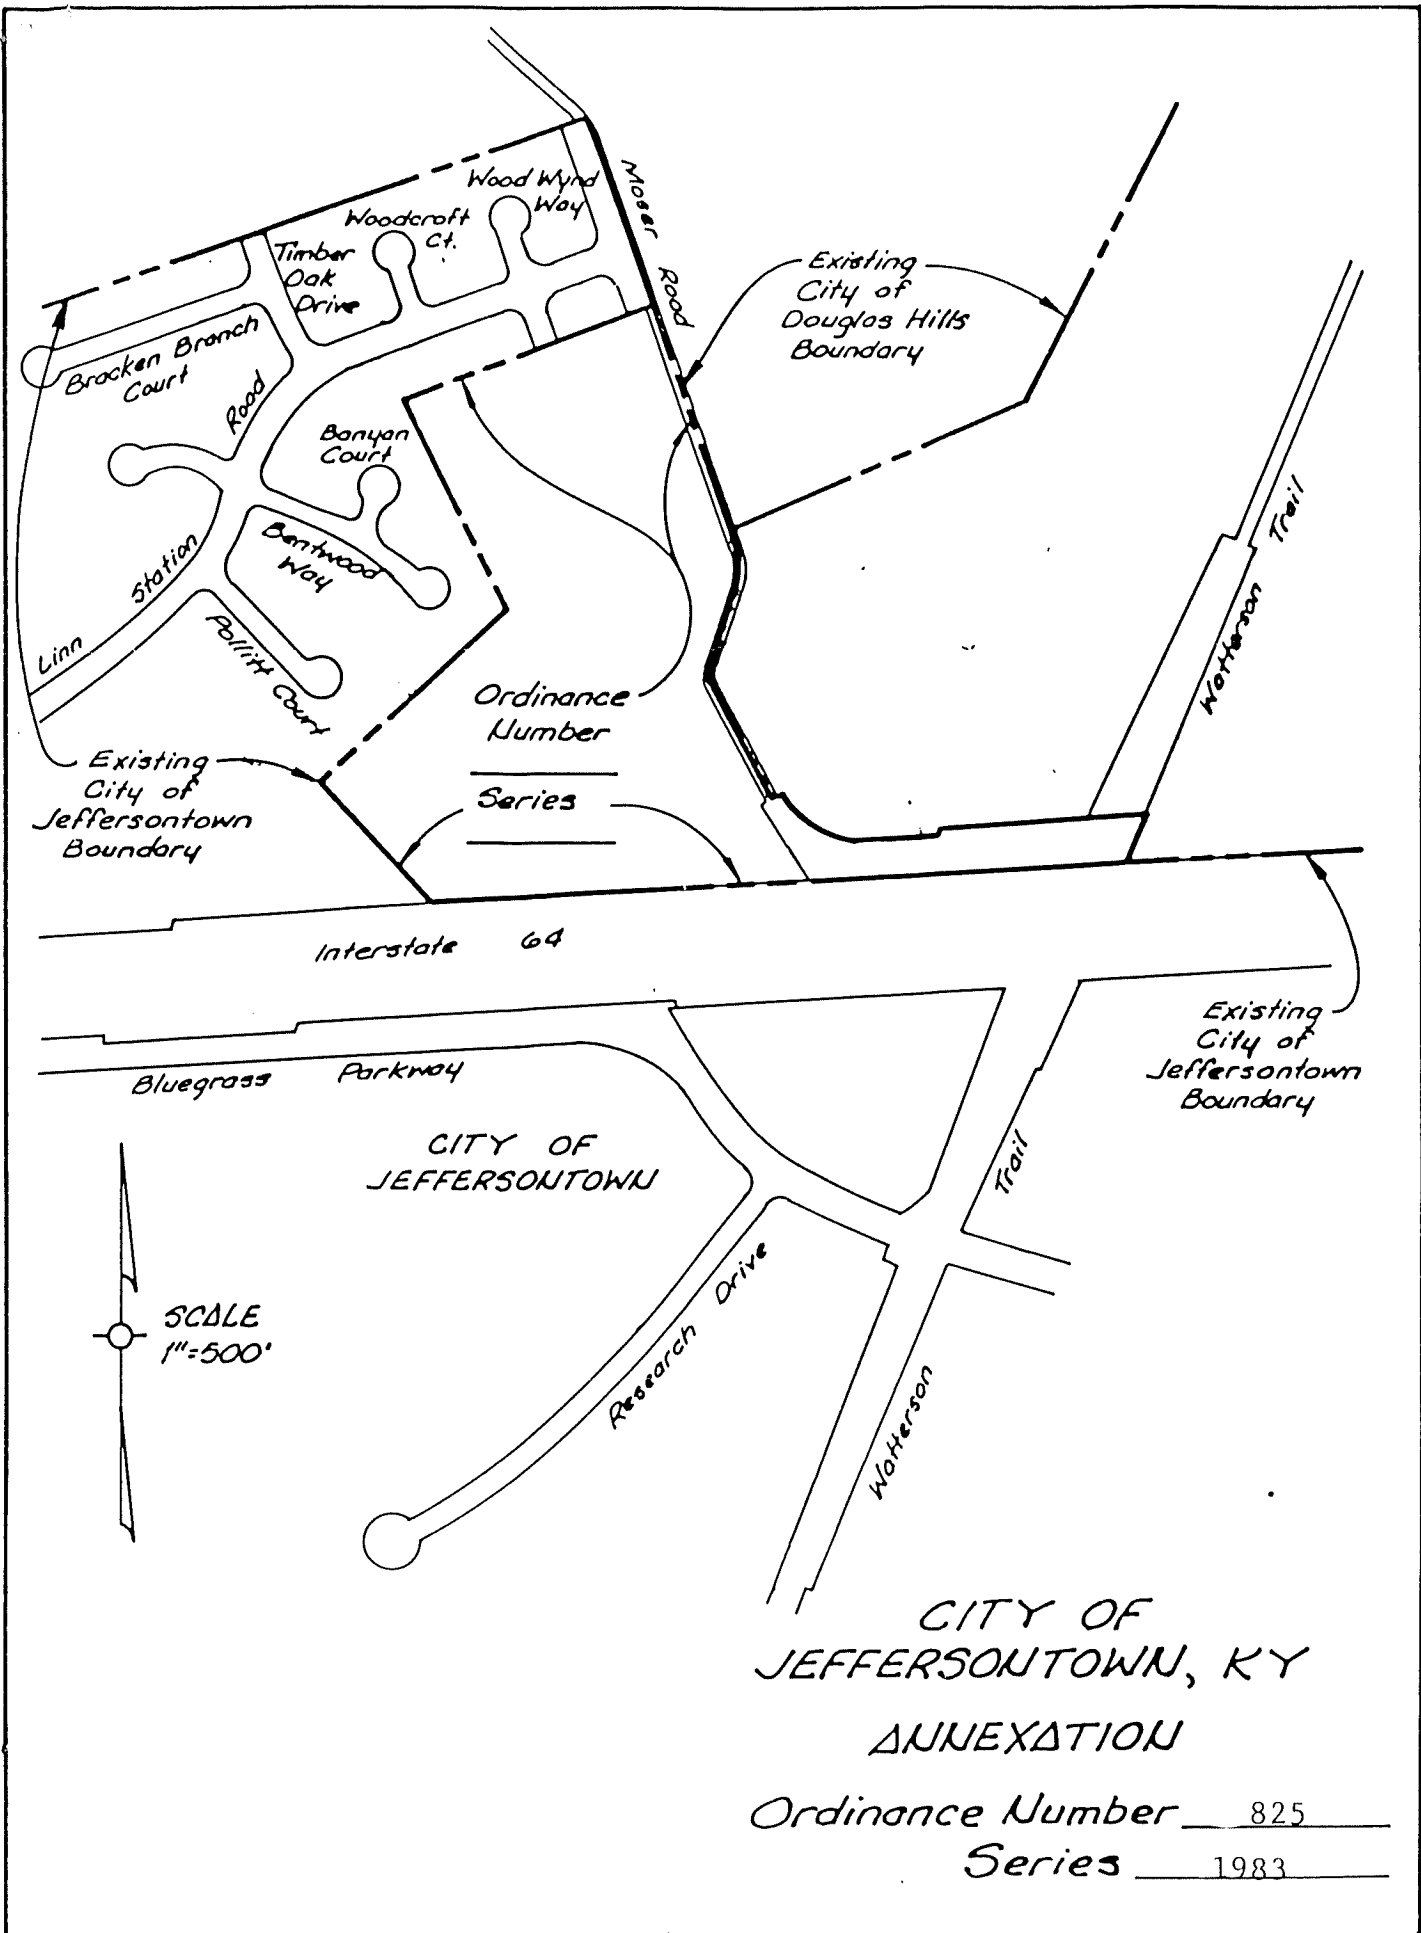 Moser Road
Wood Wynd
Way
Woodcroft
Ct.
Timber
Oak
Drive
Existing
City of
Douglas Hills
Boundary
Bracken Branch
Court
Road
Banyan
Court
Bentwood
Way
Station
Linn
Pollitt Court
Watterson Trail
Ordinance
Number
Series
Existing
City of
Jeffersontown
Boundary
Interstate 64
Existing
City of
Jeffersontown
Boundary
Bluegrass Parkway
CITY OF
JEFFERSONTOWN
Trail
Research Drive
Watterson
SCALE
1"=500'
CITY OF
JEFFERSONTOWN, KY
ANNEXATION
Ordinance Number 825
Series 1983